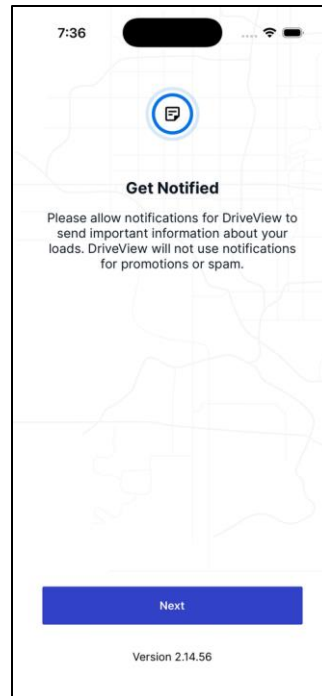 7:36
Get Notified
Please allow notifications for DriveView to
send important information about your
loads. DriveView will not use notifications
for promotions or spam.
Next
Version 2.14.56